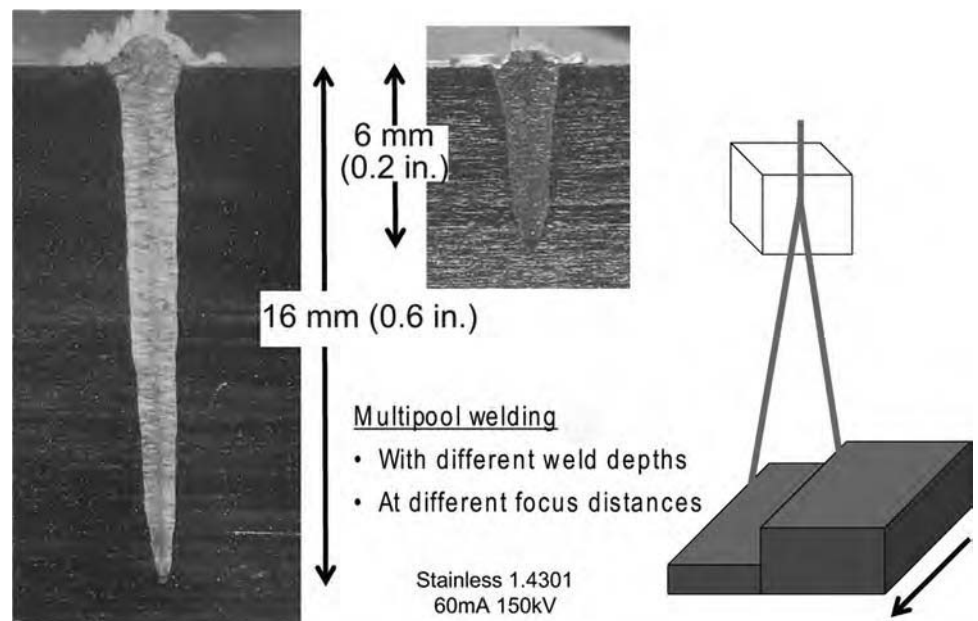 6 mm
(0.2 in.)
16 mm (0.6 in.)
Multipool welding
• With different weld depths
• At different focus distances
Stainless 1.4301
60mA 150kV